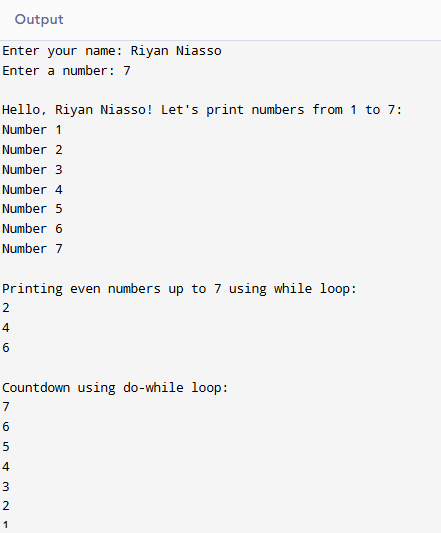 Output
Enter your name: Riyan Niasso
Enter a number: 7
Hello, Riyan Niasso! Let's print numbers from 1 to 7:
Number 1
Number 2
Number 3
Number 4
Number 5
Number 6
Number 7
Printing even numbers up to 7 using while loop:
2
4
6
Countdown using do-while loop:
7
6
5
4
3
2
1